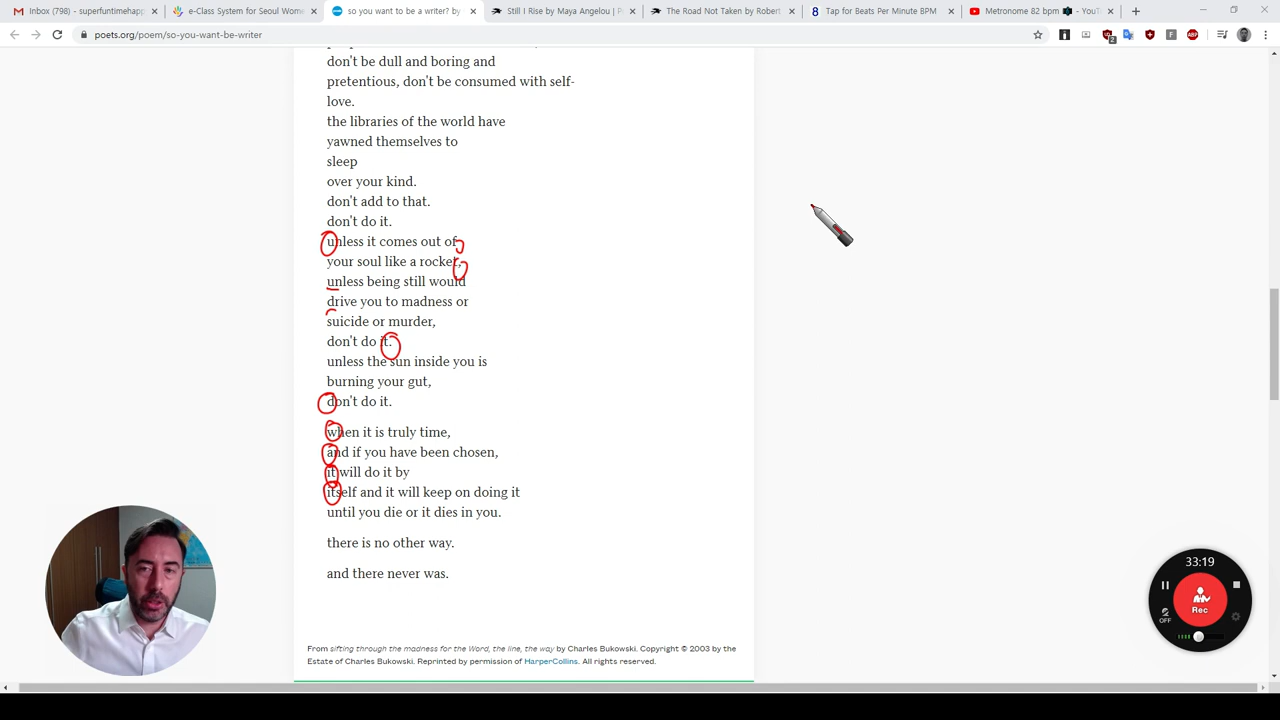 Inbox (798) - superfuntimehapp
e-Class System for Seoul Wome
so you want to be a writer? by
Still I Rise by Maya Angelou | P
The Road Not Taken by Robert
Tap for Beats Per Minute BPM
Metronome 82 bpm - YouT
poets.org/poem/so-you-want-be-writer
don't be dull and boring and
pretentious, don't be consumed with self-
love.
the libraries of the world have
yawned themselves to
sleep
over your kind.
don't add to that.
don't do it.
unless it comes out of
your soul like a rocket,
unless being still would
drive you to madness or
suicide or murder,
don't do it.
unless the sun inside you is
burning your gut,
don't do it.
when it is truly time,
and if you have been chosen,
it will do it by
itself and it will keep on doing it
until you die or it dies in you.
there is no other way.
and there never was.
From sifting through the madness for the Word, the line, the way by Charles Bukowski. Copyright © 2003 by the
Estate of Charles Bukowski. Reprinted by permission of HarperCollins. All rights reserved.
33:19
Rec
OFF